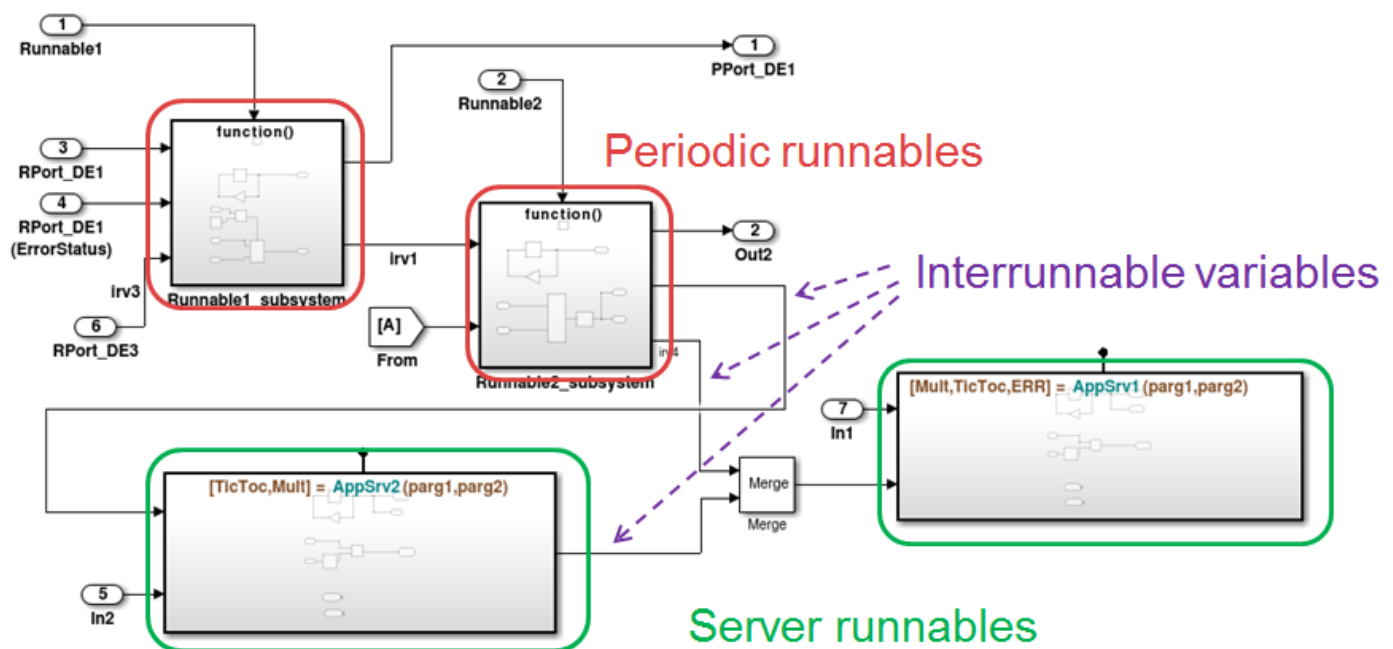 1
Runnable1
1
PPort_DE1
2
Runnable2
function()
3
RPort_DE1
4
RPort_DE1
(ErrorStatus)
irv3
6
RPort_DE3
Runnable1_subsystem
irv1
Periodic runnables
function()
2
Out2
[A]
From
irv4
Runnable2_subsystem
Interrunnable variables
[Mult,TicToc,ERR] = AppSrv1(parg1,parg2)
7
In1
[TicToc,Mult] = AppSrv2(parg1,parg2)
Merge
Merge
5
In2
Server runnables